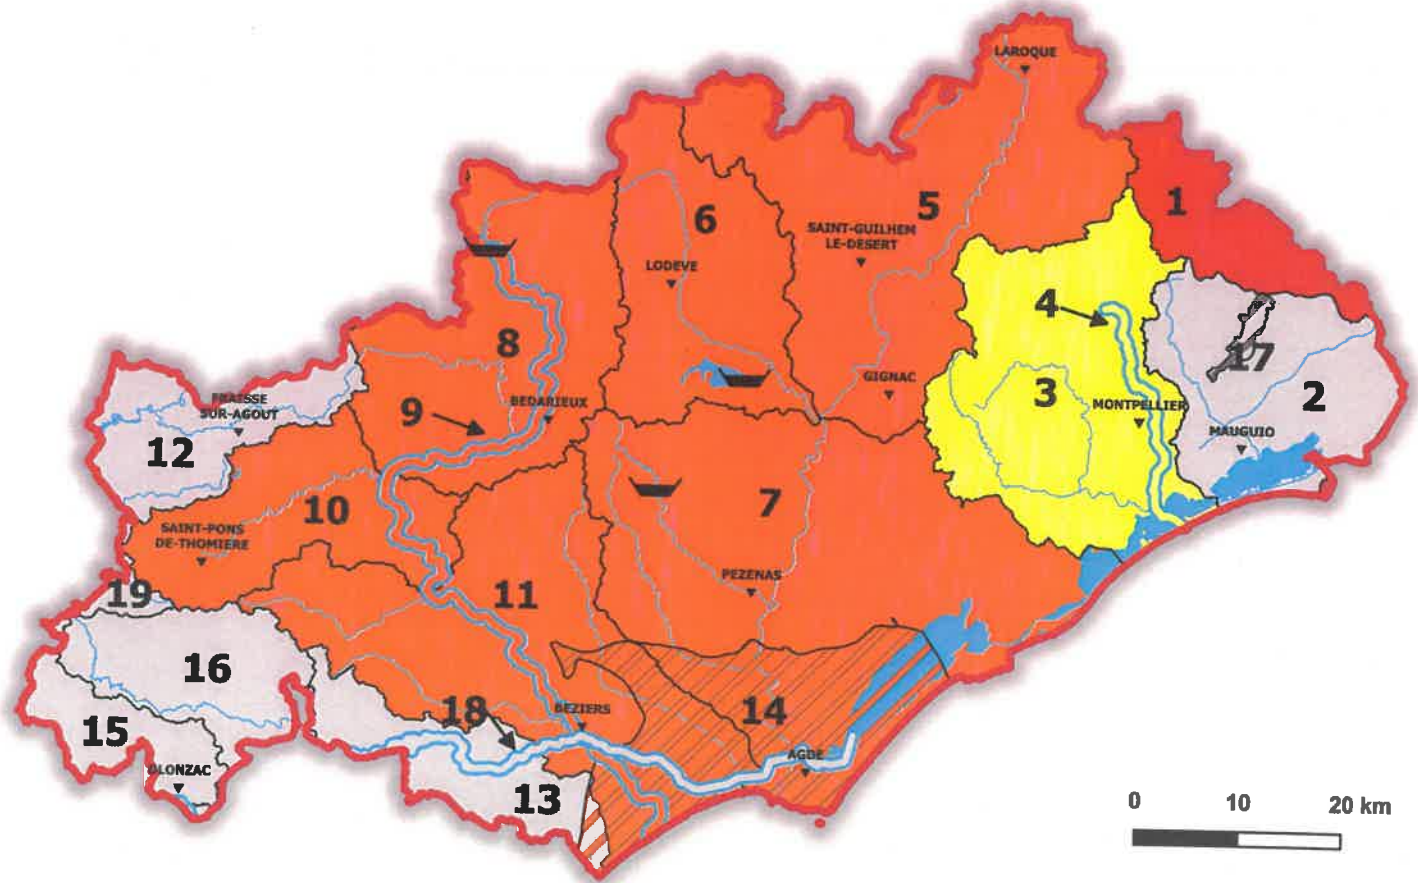 LAROQUE
1
5
6
SAINT-GUILHEM
LE-DESERT
LODEVE
4
8
17
GIGNAC
3
2
BEDARIEUX
9
MONTPELLIER
FRAISSE
SUR-AGOUT
MAUGUIO
12
7
10
SAINT-PONS
DE-THOMIERE
PEZENAS
19
11
16
18
BEZIERS
14
15
AGDE
OLONZAC
13
0 10 20 km